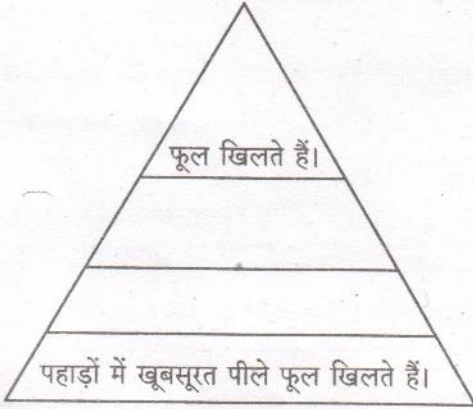 फूल खिलते हैं।
पहाड़ों में खूबसूरत पीले फूल खिलते हैं।